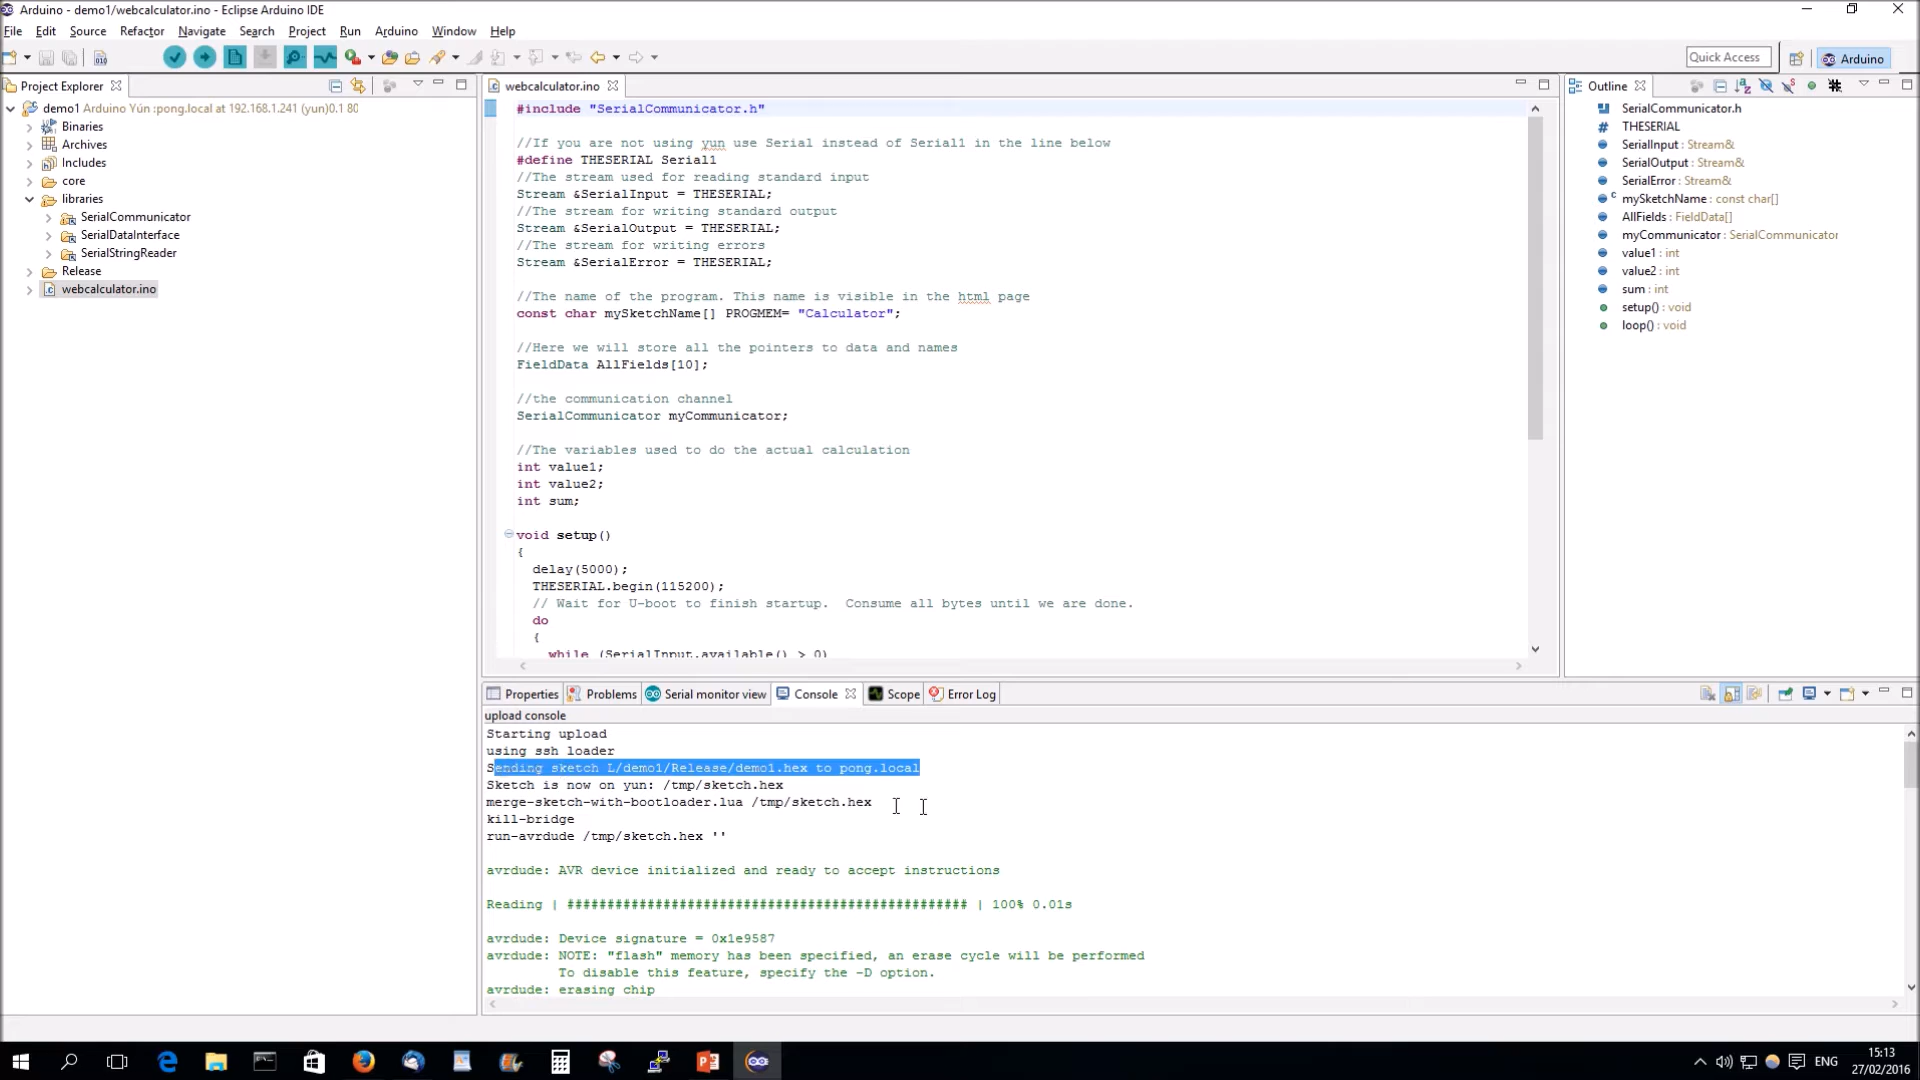 Arduino - demo1/webcalculator.ino - Eclipse Arduino IDE
File Edit Source Refactor Navigate Search Project Run Arduino Window Help
Quick Access
Arduino
Project Explorer
demo1 Arduino Yún :pong.local at 192.168.1.241 (yun)0.1 80
Binaries
Archives
Includes
core
libraries
SerialCommunicator
SerialDataInterface
SerialStringReader
Release
webcalculator.ino
webcalculator.ino
#include "SerialCommunicator.h"
//If you are not using yun use Serial instead of Serial1 in the line below
#define THESERIAL Serial1
//The stream used for reading standard input
Stream &SerialInput = THESERIAL;
//The stream for writing standard output
Stream &SerialOutput = THESERIAL;
//The stream for writing errors
Stream &SerialError = THESERIAL;
//The name of the program. This name is visible in the html page
const char mySketchName[] PROGMEM= "Calculator";
//Here we will store all the pointers to data and names
FieldData AllFields[10];
//the communication channel
SerialCommunicator myCommunicator;
//The variables used to do the actual calculation
int value1;
int value2;
int sum;
void setup()
{
delay(5000);
THESERIAL.begin(115200);
// Wait for U-boot to finish startup.  Consume all bytes until we are done.
do
{
while (SerialInput.available() > 0)
Outline
SerialCommunicator.h
# THESERIAL
SerialInput : Stream&
SerialOutput : Stream&
SerialError : Stream&
mySketchName : const char[]
AllFields : FieldData[]
myCommunicator : SerialCommunicator
value1 : int
value2 : int
sum : int
setup() : void
loop() : void
Properties Problems Serial monitor view Console Scope Error Log
upload console
Starting upload
using ssh loader
Sending sketch L/demo1/Release/demo1.hex to pong.local
Sketch is now on yun: /tmp/sketch.hex
merge-sketch-with-bootloader.lua /tmp/sketch.hex
kill-bridge
run-avrdude /tmp/sketch.hex ''
avrdude: AVR device initialized and ready to accept instructions
Reading | ################################################## | 100% 0.01s
avrdude: Device signature = 0x1e9587
avrdude: NOTE: "flash" memory has been specified, an erase cycle will be performed
To disable this feature, specify the -D option.
avrdude: erasing chip
ENG
15:13
27/02/2016